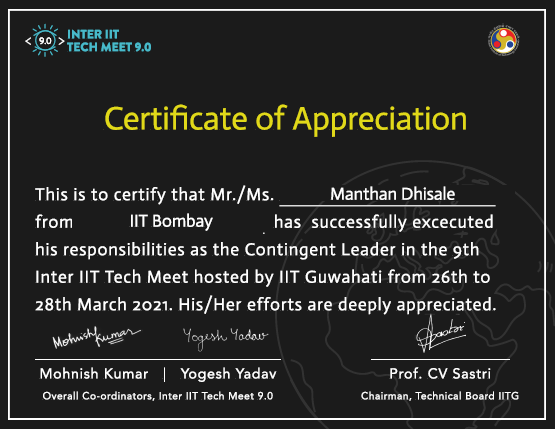 9.0
INTER IIT
TECH MEET 9.0
Certificate of Appreciation
This is to certify that Mr./Ms. Manthan Dhisale
from IIT Bombay . has successfully excecuted
his responsibilities as the Contingent Leader in the 9th
Inter IIT Tech Meet hosted by IIT Guwahati from 26th to
28th March 2021. His/Her efforts are deeply appreciated.
Mohnish Kumar Yogesh Yadav Sastri
Mohnish Kumar | Yogesh Yadav Prof. CV Sastri
Overall Co-ordinators, Inter IIT Tech Meet 9.0 Chairman, Technical Board IITG